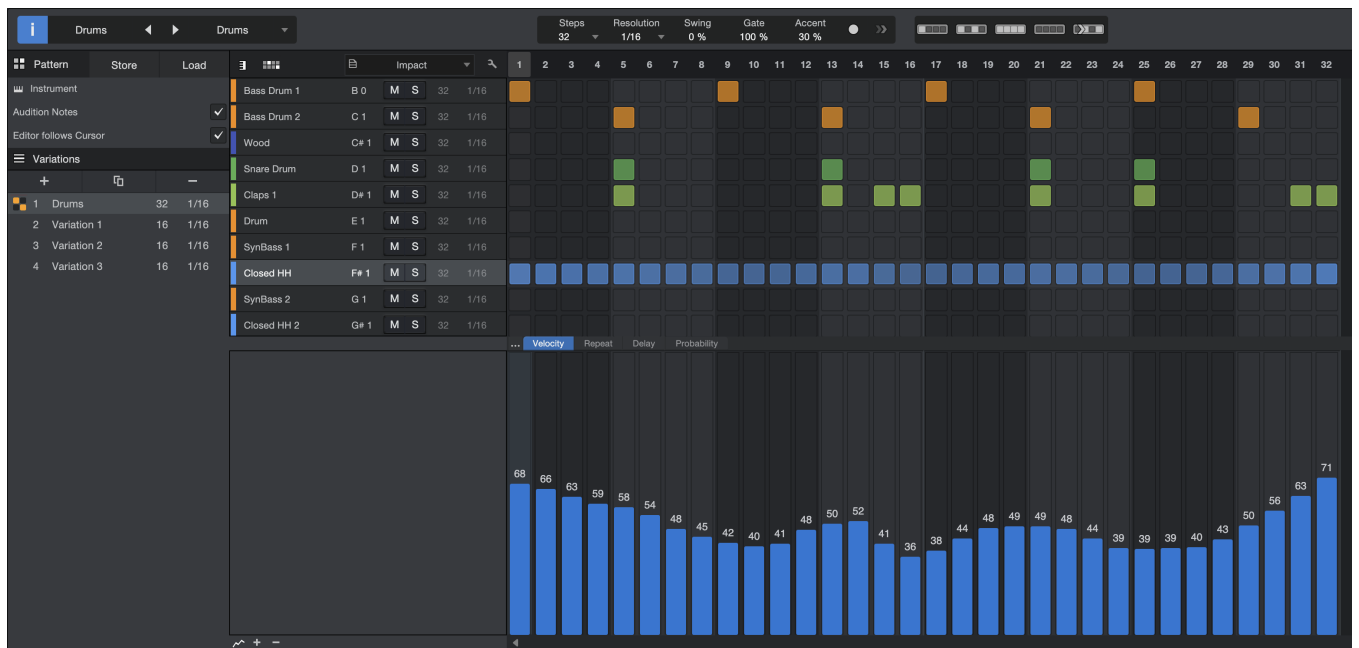 i Drums Drums
Steps Resolution Swing Gate Accent
32 1/16 0 % 100 % 30 %
Pattern Store Load
Instrument
Audition Notes
Editor follows Cursor
Variations
+ −
1 Drums 32 1/16
2 Variation 1 16 1/16
3 Variation 2 16 1/16
4 Variation 3 16 1/16
Impact
1 2 3 4 5 6 7 8 9 10 11 12 13 14 15 16 17 18 19 20 21 22 23 24 25 26 27 28 29 30 31 32
Bass Drum 1 B 0 M S 32 1/16
Bass Drum 2 C 1 M S 32 1/16
Wood C# 1 M S 32 1/16
Snare Drum D 1 M S 32 1/16
Claps 1 D# 1 M S 32 1/16
Drum E 1 M S 32 1/16
SynBass 1 F 1 M S 32 1/16
Closed HH F# 1 M S 32 1/16
SynBass 2 G 1 M S 32 1/16
Closed HH 2 G# 1 M S 32 1/16
... Velocity Repeat Delay Probability
68 66 63 59 58 54 48 45 42 40 41 48 50 52 41 36 38 44 48 49 49 48 44 39 39 39 40 43 50 56 63 71
+ −